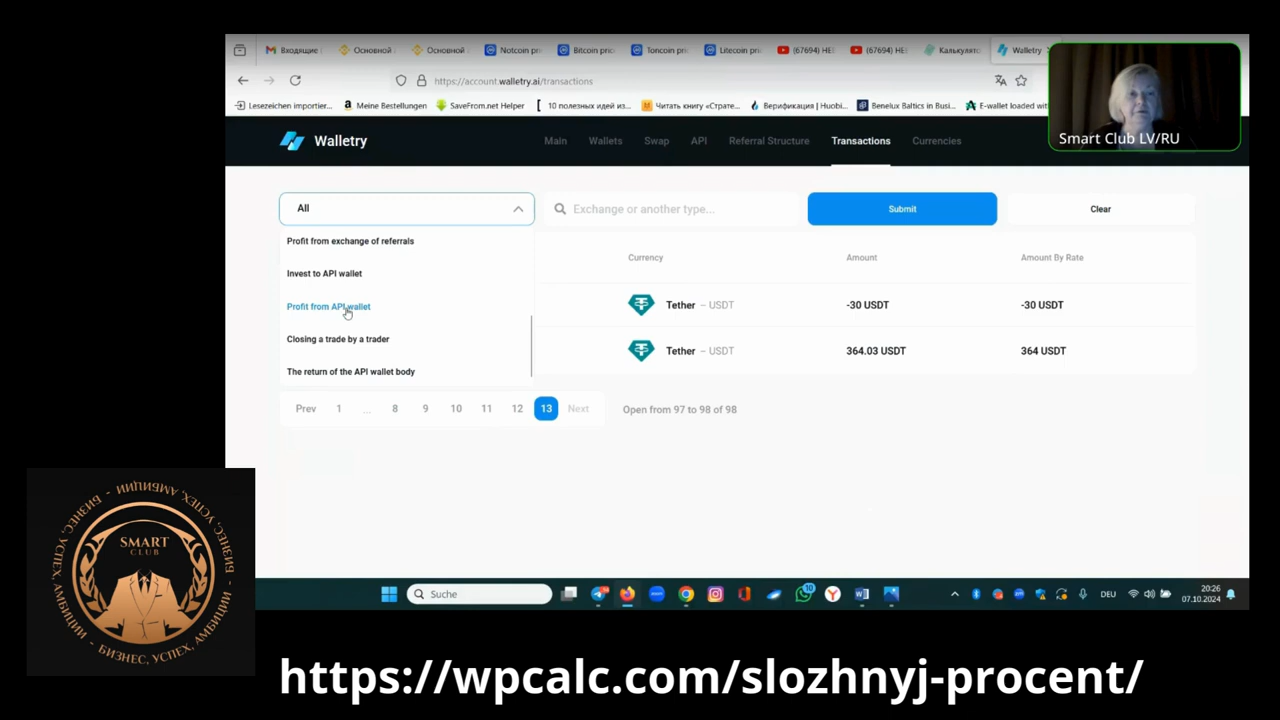 Входящие
Основной
Основной
Notcoin pri
Bitcoin pric
Toncoin pri
Litecoin pri
(67694) HE
(67694) HE
Калькулято
Walletry
https://account.walletry.ai/transactions
Lesezeichen importier...
Meine Bestellungen
SaveFrom.net Helper
10 полезных идей из...
Читать книгу «Страте...
Верификация | Huobi...
Benelux Baltics in Busi...
E-wallet loaded with
Smart Club LV/RU
Walletry
Main
Wallets
Swap
API
Referral Structure
Transactions
Currencies
All
Exchange or another type...
Submit
Clear
Profit from exchange of referrals
Invest to API wallet
Profit from API wallet
Closing a trade by a trader
The return of the API wallet body
Currency
Amount
Amount By Rate
Tether – USDT
-30 USDT
-30 USDT
Tether – USDT
364.03 USDT
364 USDT
Prev 1 ... 8 9 10 11 12 13 Next
Open from 97 to 98 of 98
БИЗНЕС, УСПЕХ, АМБИЦИИ - БИЗНЕС, УСПЕХ, АМБИЦИИ -
SMART
CLUB
Suche
10
DEU
20:26
07.10.2024
https://wpcalc.com/slozhnyj-procent/